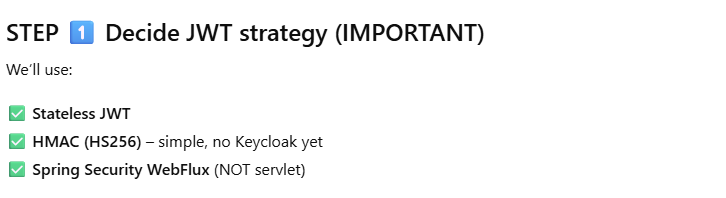 STEP 1️⃣ Decide JWT strategy (IMPORTANT)
We'll use:
✅ Stateless JWT
✅ HMAC (HS256) – simple, no Keycloak yet
✅ Spring Security WebFlux (NOT servlet)